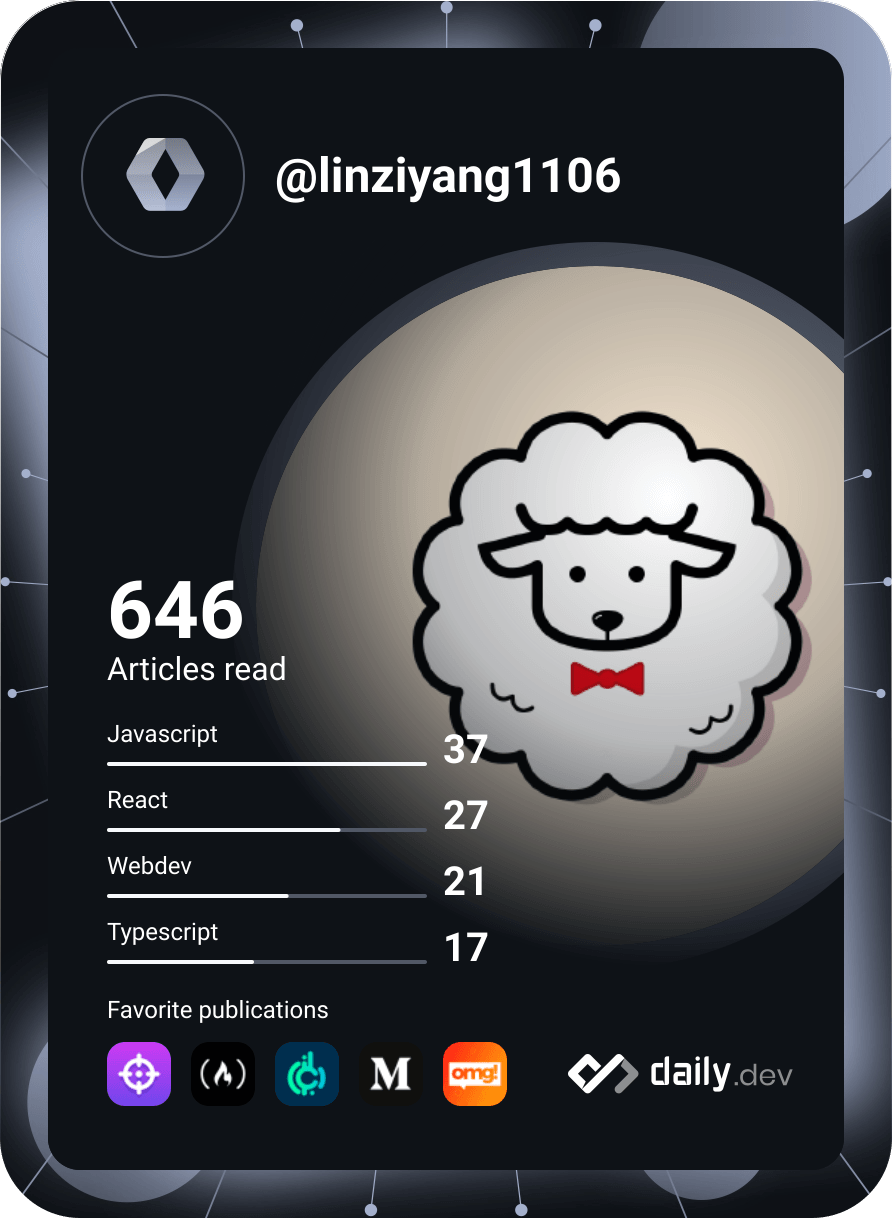 @linziyang1106
646
Articles read
Javascript
37
React
27
Webdev
21
Typescript
17
Favorite publications
M
omg!
daily.dev